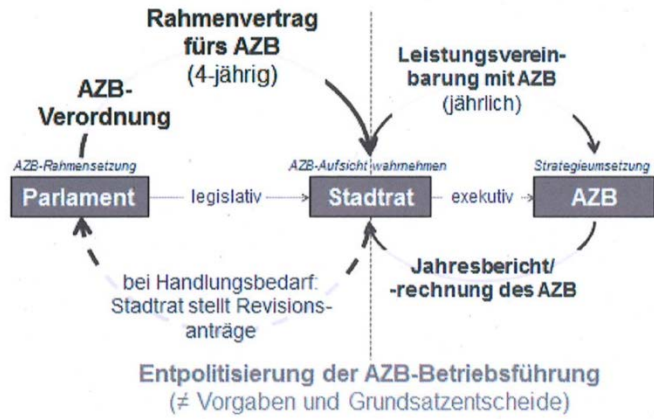 Rahmenvertrag
fürs AZB
(4-jährig)
AZB-
Verordnung
Leistungsverein-
barung mit AZB
(jährlich)
AZB-Rahmensetzung
AZB-Aufsicht wahrnehmen
Strategieumsetzung
Parlament
legislativ
Stadtrat
exekutiv
AZB
bei Handlungsbedarf:
Stadtrat stellt Revisions-
anträge
Jahresbericht/
-rechnung des AZB
Entpolitisierung der AZB-Betriebsführung
(≠ Vorgaben und Grundsatzentscheide)